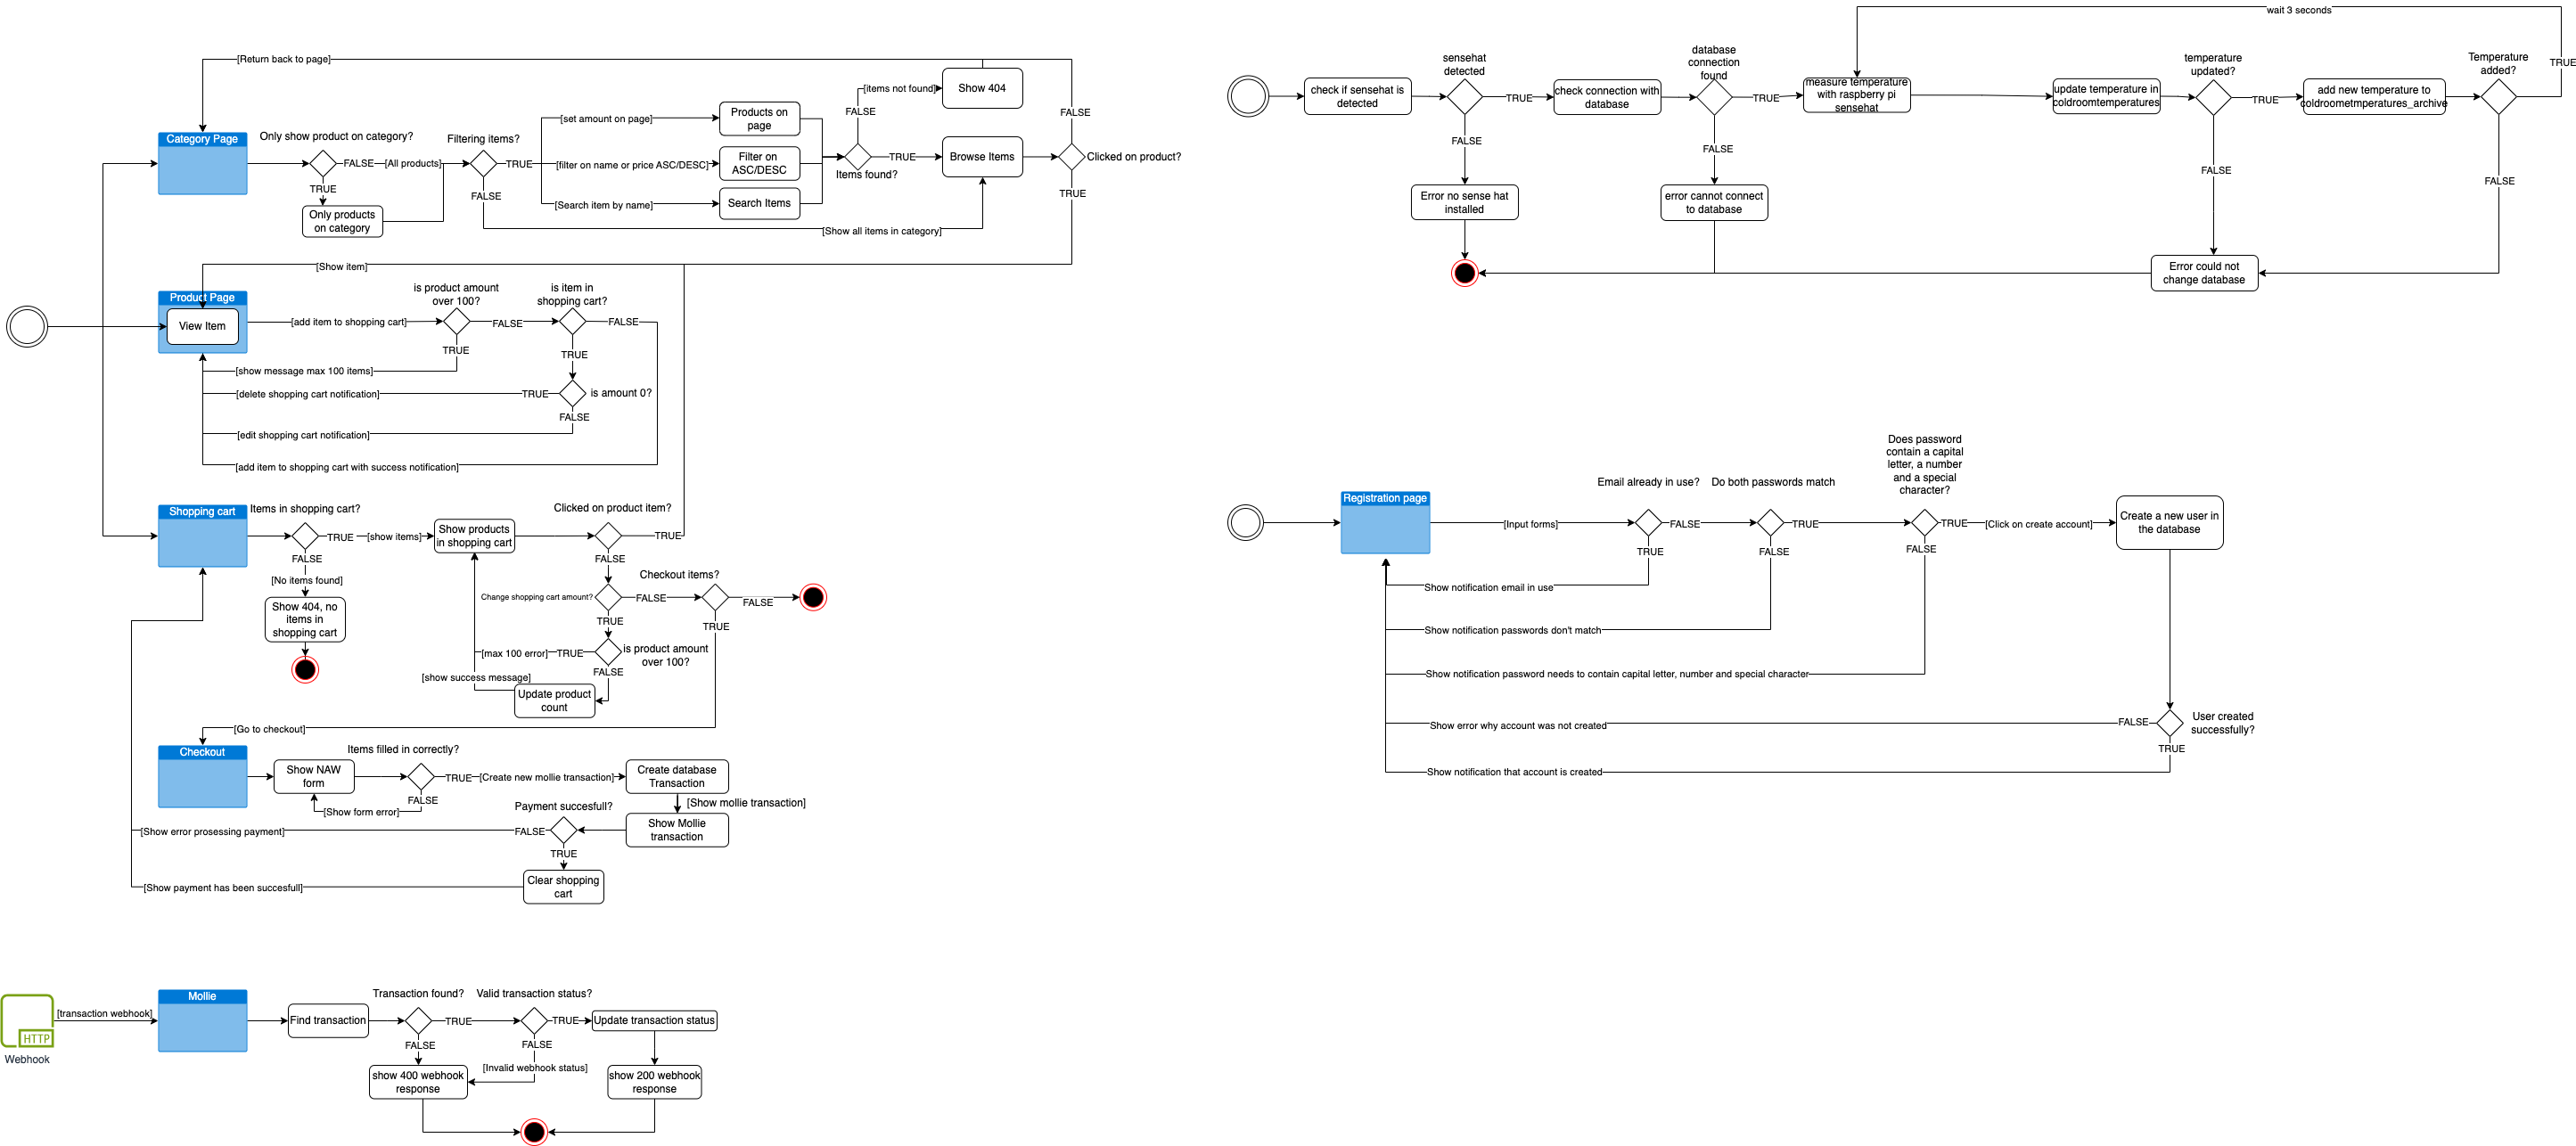 [Return back to page]
Show 404
[items not found]
FALSE
FALSE
Products on
page
[set amount on page]
Category Page
Only show product on category?
Filtering items?
FALSE
[All products]
TRUE
[filter on name or price ASC/DESC]
Filter on
ASC/DESC
TRUE
Browse Items
Clicked on product?
Items found?
TRUE
FALSE
TRUE
[Search item by name]
Search Items
Only products
on category
[Show all items in category]
[Show item]
Product Page
View Item
is product amount
over 100?
is item in
shopping cart?
[add item to shopping cart]
FALSE
FALSE
TRUE
TRUE
[show message max 100 items]
[delete shopping cart notification]
TRUE
is amount 0?
FALSE
[edit shopping cart notification]
[add item to shopping cart with success notification]
Shopping cart
Items in shopping cart?
Clicked on product item?
TRUE
[show items]
Show products
in shopping cart
TRUE
FALSE
FALSE
[No items found]
Checkout items?
Show 404, no
items in
shopping cart
Change shopping cart amount?
FALSE
FALSE
TRUE
TRUE
[max 100 error]
TRUE
is product amount
over 100?
FALSE
[show success message]
Update product
count
[Go to checkout]
Checkout
Items filled in correctly?
Show NAW
form
TRUE
[Create new mollie transaction]
Create database
Transaction
FALSE
[Show form error]
[Show mollie transaction]
Payment succesfull?
Show Mollie
transaction
[Show error prosessing payment]
FALSE
TRUE
Clear shopping
cart
[Show payment has been succesfull]
Mollie
Transaction found?
Valid transaction status?
[transaction webhook]
HTTP
Webhook
Find transaction
TRUE
TRUE
Update transaction status
FALSE
FALSE
[Invalid webhook status]
show 400 webhook
response
show 200 webhook
response
wait 3 seconds
sensehat
detected
database
connection
found
temperature
updated?
Temperature
added?
TRUE
check if sensehat is
detected
TRUE
check connection with
database
TRUE
measure temperature
with raspberry pi
sensehat
update temperature in
coldroomtemperatures
TRUE
add new temperature to
coldroometmperatures_archive
FALSE
FALSE
FALSE
FALSE
Error no sense hat
installed
error cannot connect
to database
Error could not
change database
Does password
contain a capital
letter, a number
and a special
character?
Email already in use?
Do both passwords match
Registration page
[Input forms]
FALSE
TRUE
TRUE
[Click on create account]
Create a new user in
the database
TRUE
FALSE
FALSE
Show notification email in use
Show notification passwords don't match
Show notification password needs to contain capital letter, number and special character
Show error why account was not created
FALSE
User created
successfully?
TRUE
Show notification that account is created